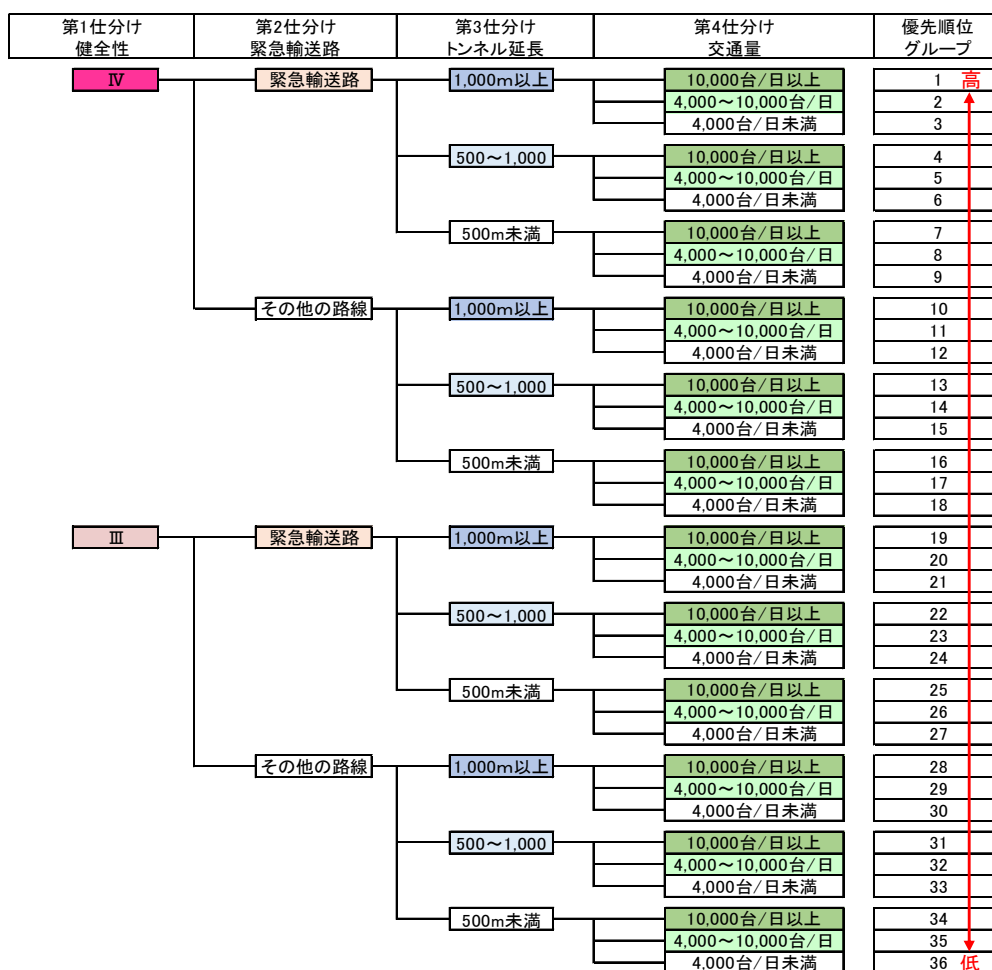 第1仕分け 第2仕分け 第3仕分け 第4仕分け 優先順位
健全性 緊急輸送路 トンネル延長 交通量 グループ
Ⅳ 緊急輸送路 1,000m以上 10,000台/日以上 1 高
4,000～10,000台/日 2
4,000台/日未満 3
500～1,000 10,000台/日以上 4
4,000～10,000台/日 5
4,000台/日未満 6
500m未満 10,000台/日以上 7
4,000～10,000台/日 8
4,000台/日未満 9
その他の路線 1,000m以上 10,000台/日以上 10
4,000～10,000台/日 11
4,000台/日未満 12
500～1,000 10,000台/日以上 13
4,000～10,000台/日 14
4,000台/日未満 15
500m未満 10,000台/日以上 16
4,000～10,000台/日 17
4,000台/日未満 18
Ⅲ 緊急輸送路 1,000m以上 10,000台/日以上 19
4,000～10,000台/日 20
4,000台/日未満 21
500～1,000 10,000台/日以上 22
4,000～10,000台/日 23
4,000台/日未満 24
500m未満 10,000台/日以上 25
4,000～10,000台/日 26
4,000台/日未満 27
その他の路線 1,000m以上 10,000台/日以上 28
4,000～10,000台/日 29
4,000台/日未満 30
500～1,000 10,000台/日以上 31
4,000～10,000台/日 32
4,000台/日未満 33
500m未満 10,000台/日以上 34
4,000～10,000台/日 35
4,000台/日未満 36 低